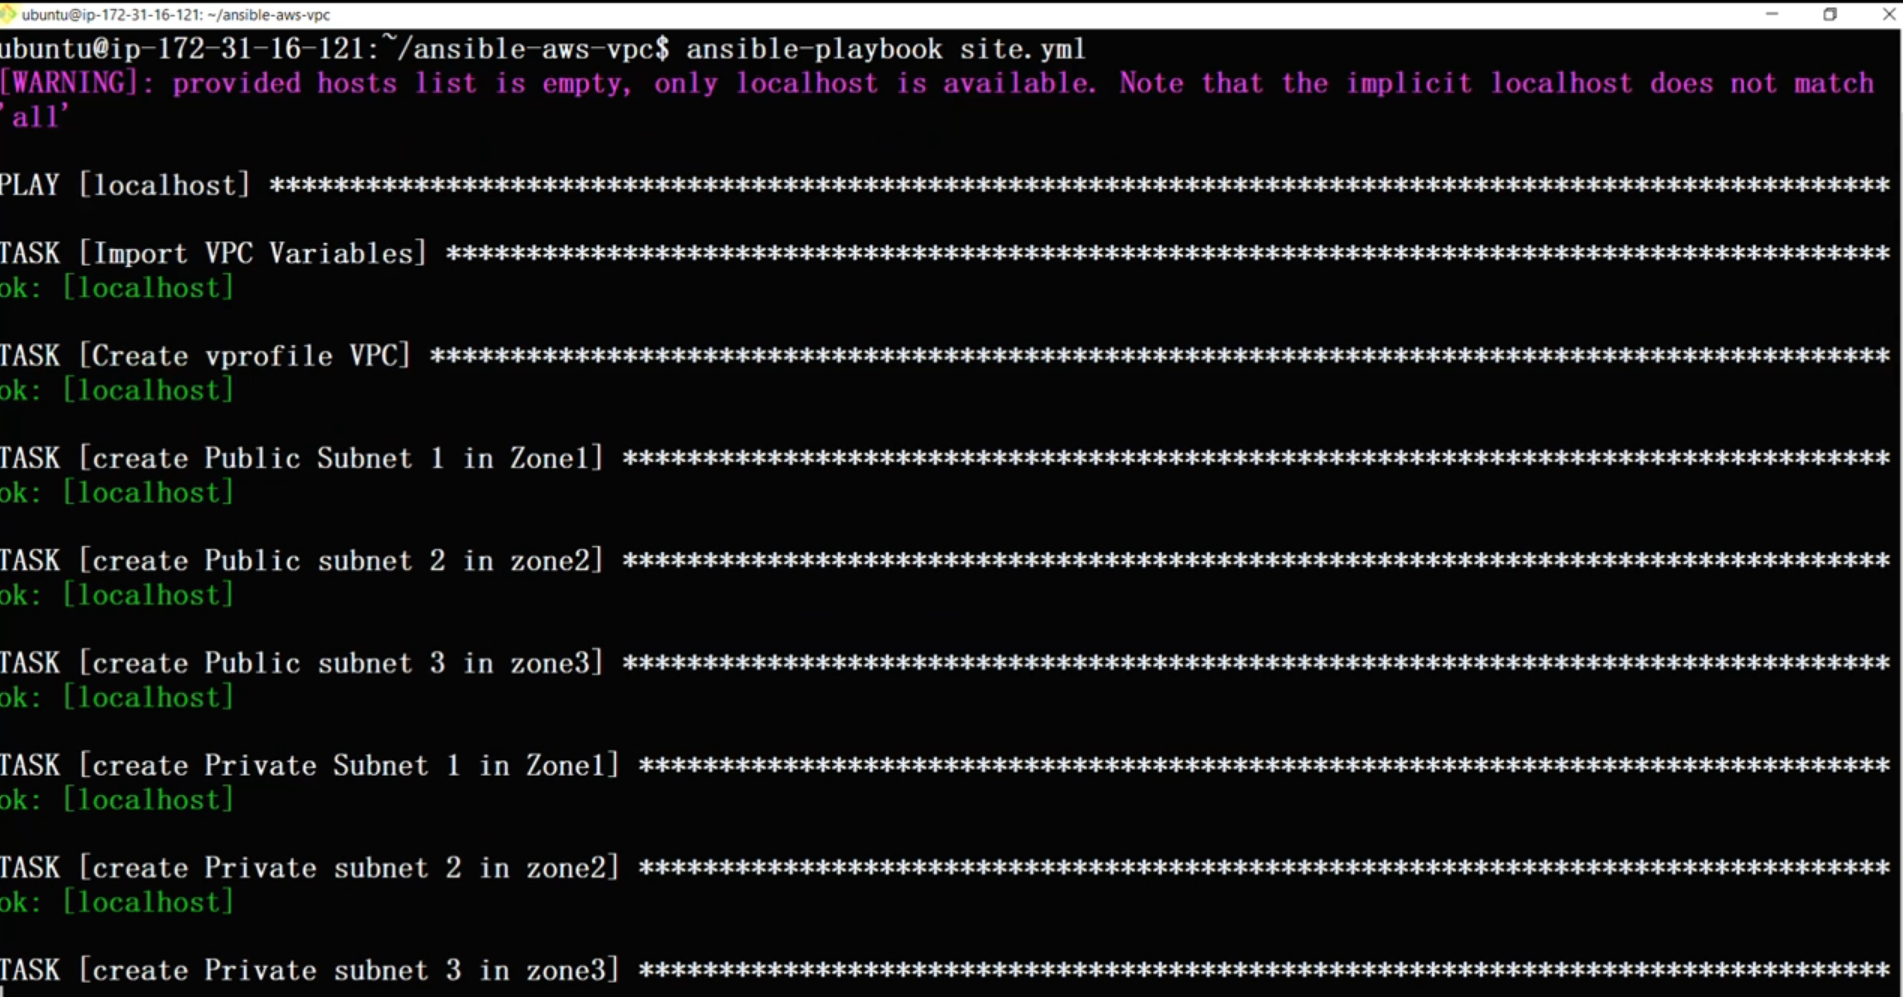 ubuntu@ip-172-31-16-121: ~/ansible-aws-vpc
ubuntu@ip-172-31-16-121:~/ansible-aws-vpc$ ansible-playbook site.yml
[WARNING]: provided hosts list is empty, only localhost is available. Note that the implicit localhost does not match
'all'
PLAY [localhost] *****************************************************************************************************
TASK [Import VPC Variables] ******************************************************************************************
ok: [localhost]
TASK [Create vprofile VPC] *******************************************************************************************
ok: [localhost]
TASK [create Public Subnet 1 in Zone1] *******************************************************************************
ok: [localhost]
TASK [create Public subnet 2 in zone2] *******************************************************************************
ok: [localhost]
TASK [create Public subnet 3 in zone3] *******************************************************************************
ok: [localhost]
TASK [create Private Subnet 1 in Zone1] ******************************************************************************
ok: [localhost]
TASK [create Private subnet 2 in zone2] ******************************************************************************
ok: [localhost]
TASK [create Private subnet 3 in zone3] ******************************************************************************